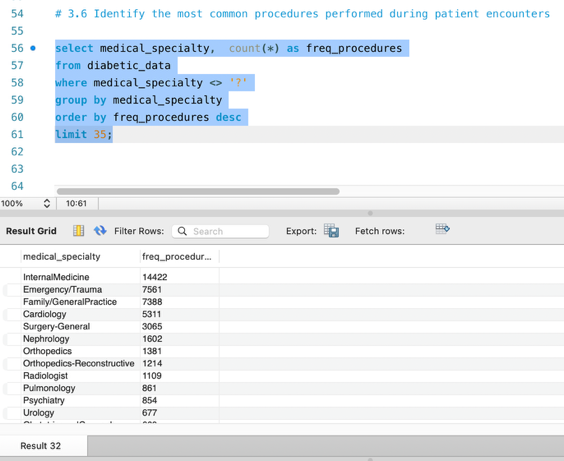 54 # 3.6 Identify the most common procedures performed during patient encounters
55
56 select medical_specialty, count(*) as freq_procedures
57 from diabetic_data
58 where medical_specialty <> '?'
59 group by medical_specialty
60 order by freq_procedures desc
61 limit 35;
62
63
64
100% 10:61
Result Grid Filter Rows: Search Export: Fetch rows:
medical_specialty freq_procedur...
InternalMedicine 14422
Emergency/Trauma 7561
Family/GeneralPractice 7388
Cardiology 5311
Surgery-General 3065
Nephrology 1602
Orthopedics 1381
Orthopedics-Reconstructive 1214
Radiologist 1109
Pulmonology 861
Psychiatry 854
Urology 677
Result 32